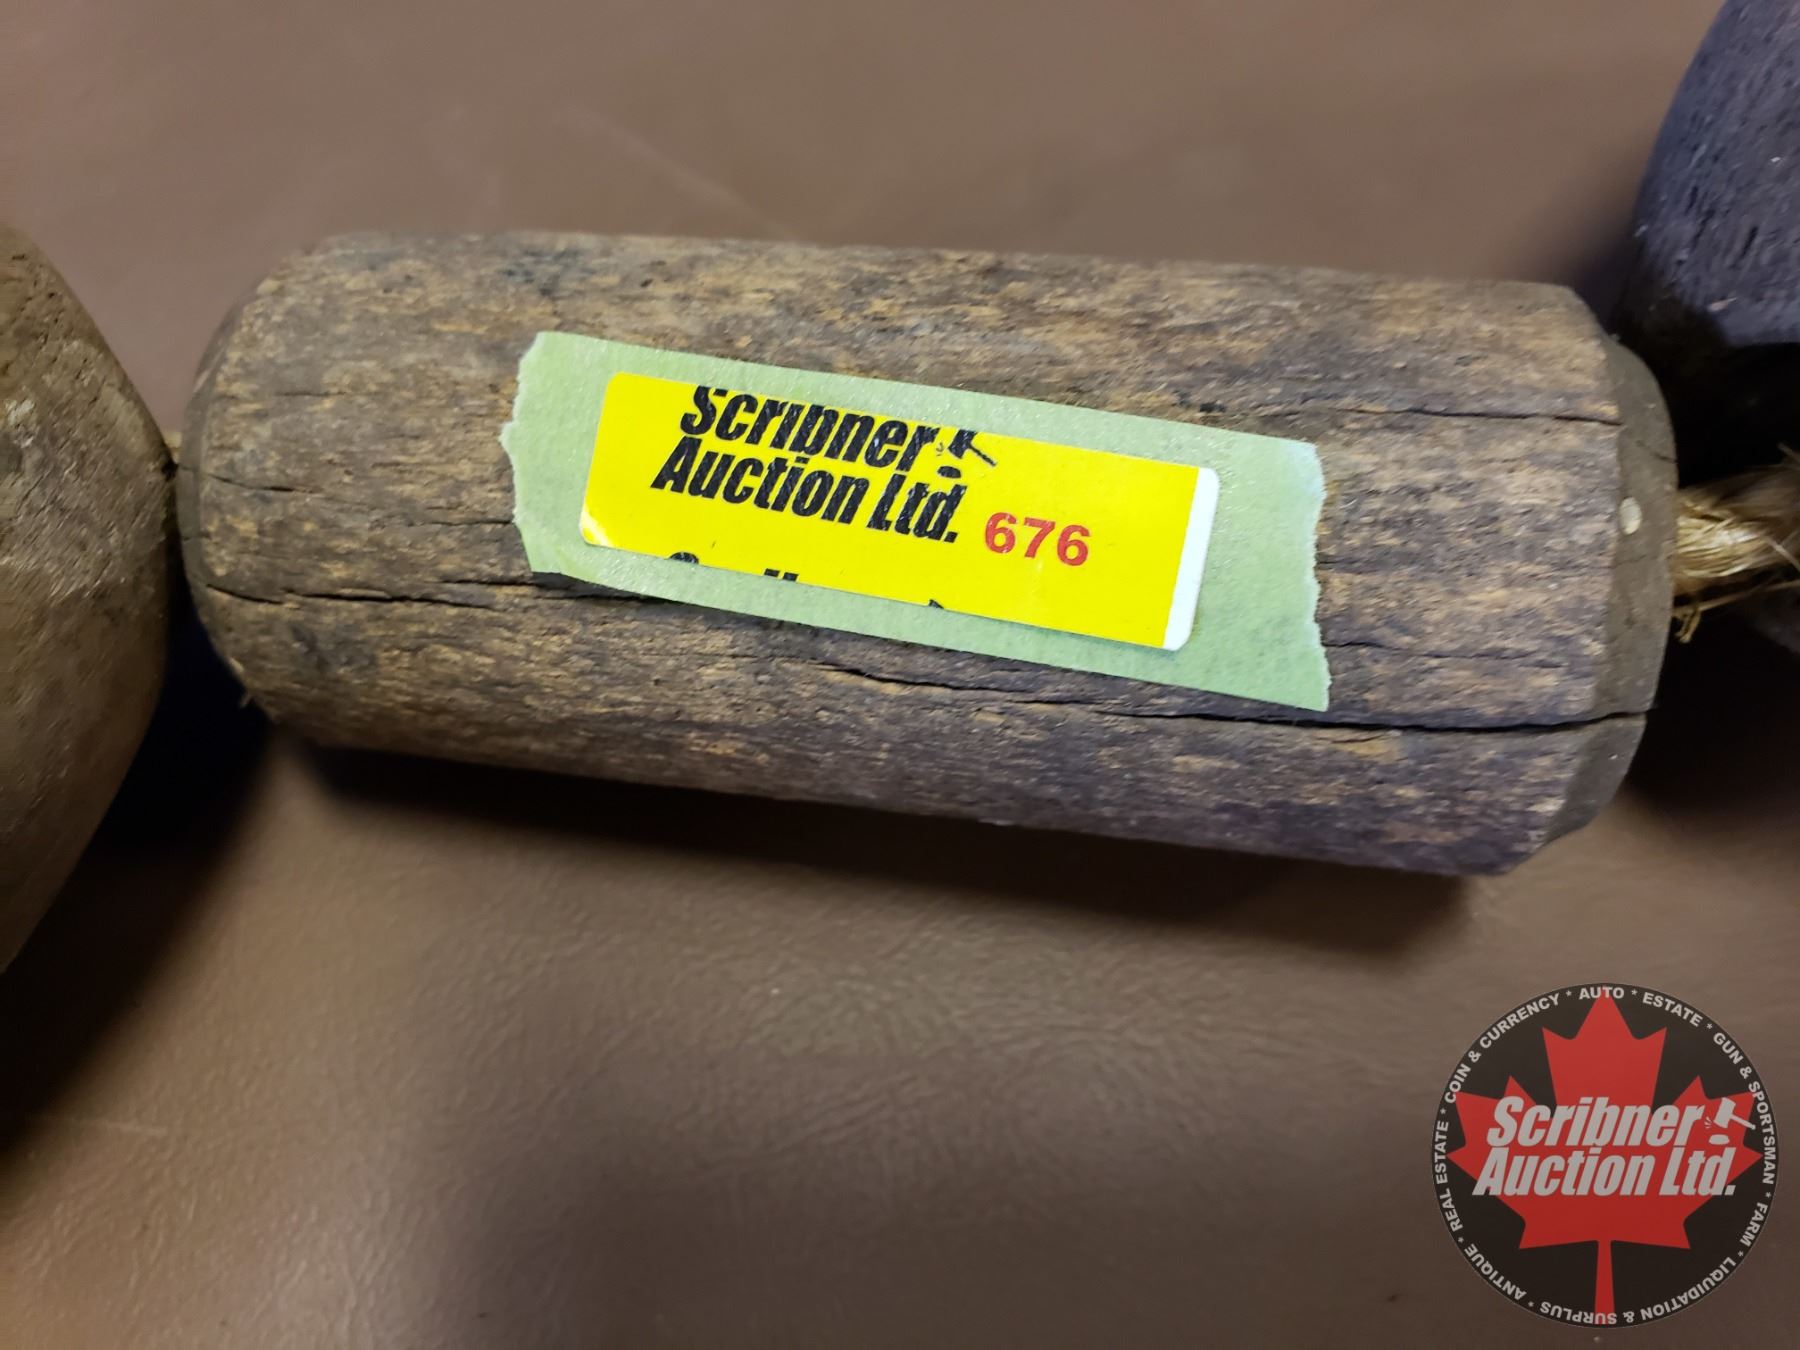 Scribner
Auction Ltd.
676
COIN & CURRENCY * AUTO * ESTATE * GUN & SPORTSMAN * FARM * LIQUIDATION & SURPLUS * ANTIQUE * REAL ESTATE *
Scribner
Auction Ltd.